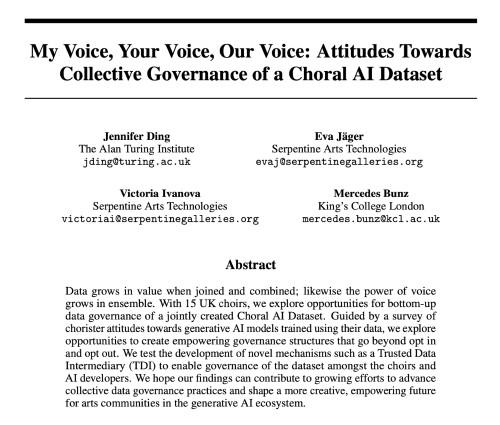 My Voice, Your Voice, Our Voice: Attitudes Towards
Collective Governance of a Choral AI Dataset
Jennifer Ding
The Alan Turing Institute
jding@turing.ac.uk
Eva Jäger
Serpentine Arts Technologies
evaj@serpentinegalleries.org
Victoria Ivanova
Serpentine Arts Technologies
victoriai@serpentinegalleries.org
Mercedes Bunz
King's College London
mercedes.bunz@kcl.ac.uk
Abstract
Data grows in value when joined and combined; likewise the power of voice
grows in ensemble. With 15 UK choirs, we explore opportunities for bottom-up
data governance of a jointly created Choral AI Dataset. Guided by a survey of
chorister attitudes towards generative AI models trained using their data, we explore
opportunities to create empowering governance structures that go beyond opt in
and opt out. We test the development of novel mechanisms such as a Trusted Data
Intermediary (TDI) to enable governance of the dataset amongst the choirs and
AI developers. We hope our findings can contribute to growing efforts to advance
collective data governance practices and shape a more creative, empowering future
for arts communities in the generative AI ecosystem.